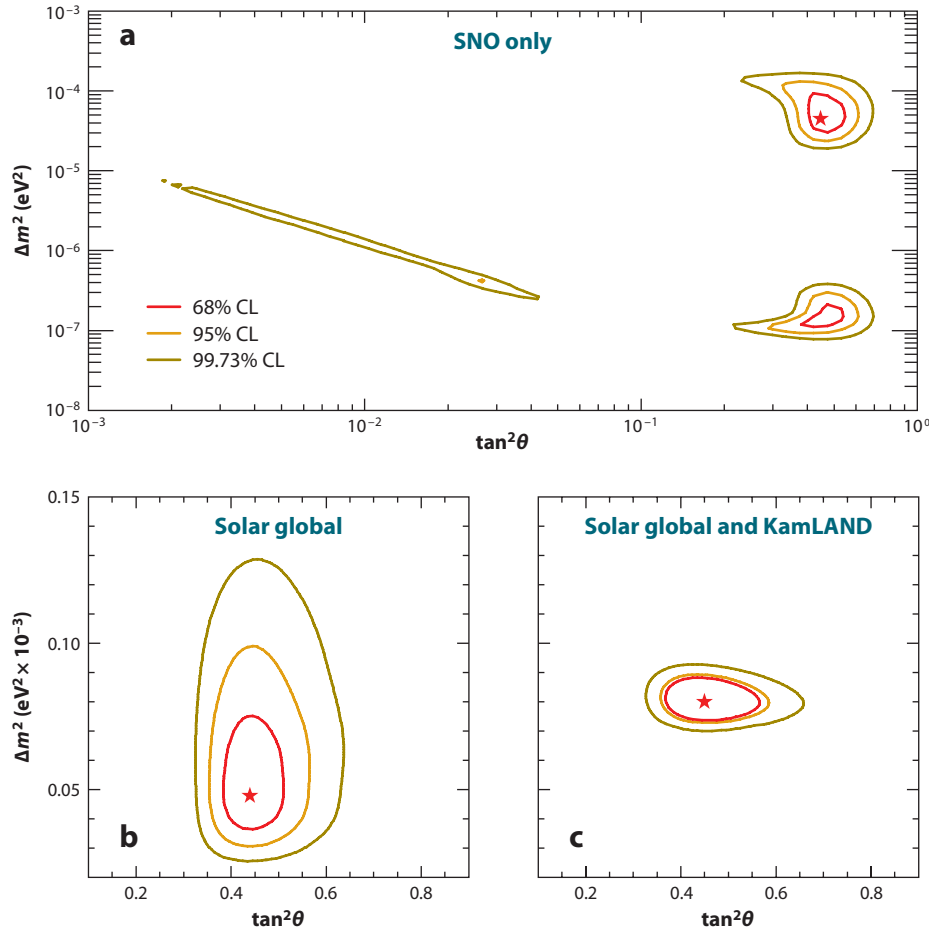 a
SNO only
10⁻³
10⁻⁴
10⁻⁵
10⁻⁶
10⁻⁷
10⁻⁸
Δm² (eV²)
68% CL
95% CL
99.73% CL
10⁻³
10⁻²
10⁻¹
10⁰
tan²θ
Solar global
0.15
0.10
0.05
Δm² (eV² × 10⁻³)
b
0.2
0.4
0.6
0.8
tan²θ
Solar global and KamLAND
c
0.2
0.4
0.6
0.8
tan²θ